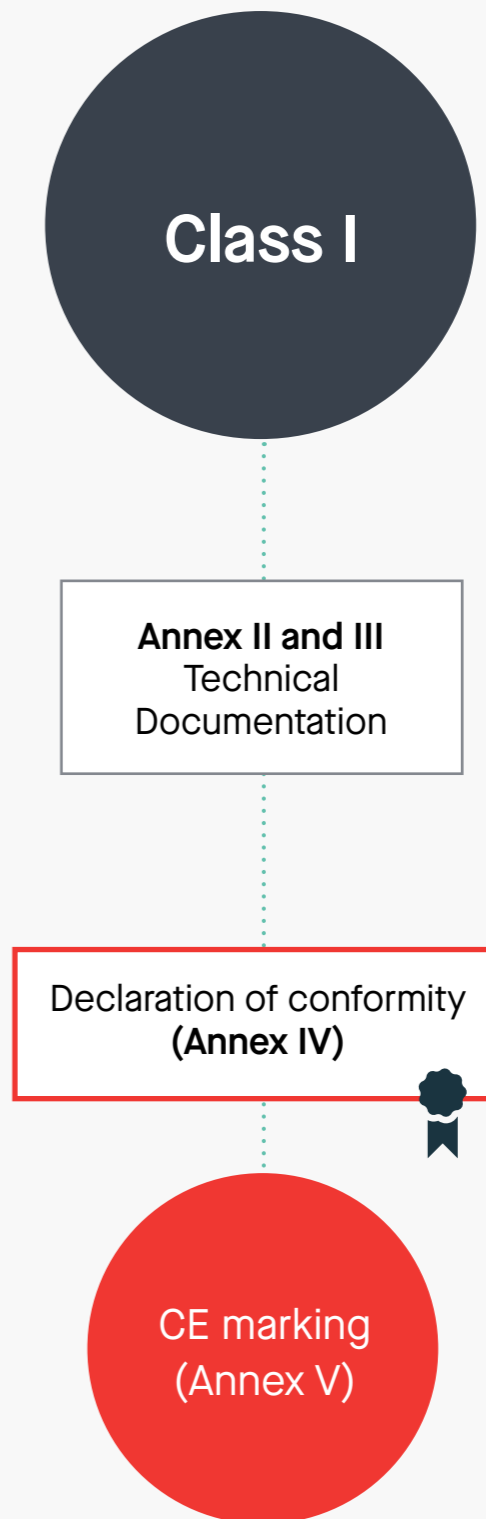 Class I
Annex II and III
Technical
Documentation
Declaration of conformity
(Annex IV)
CE marking
(Annex V)